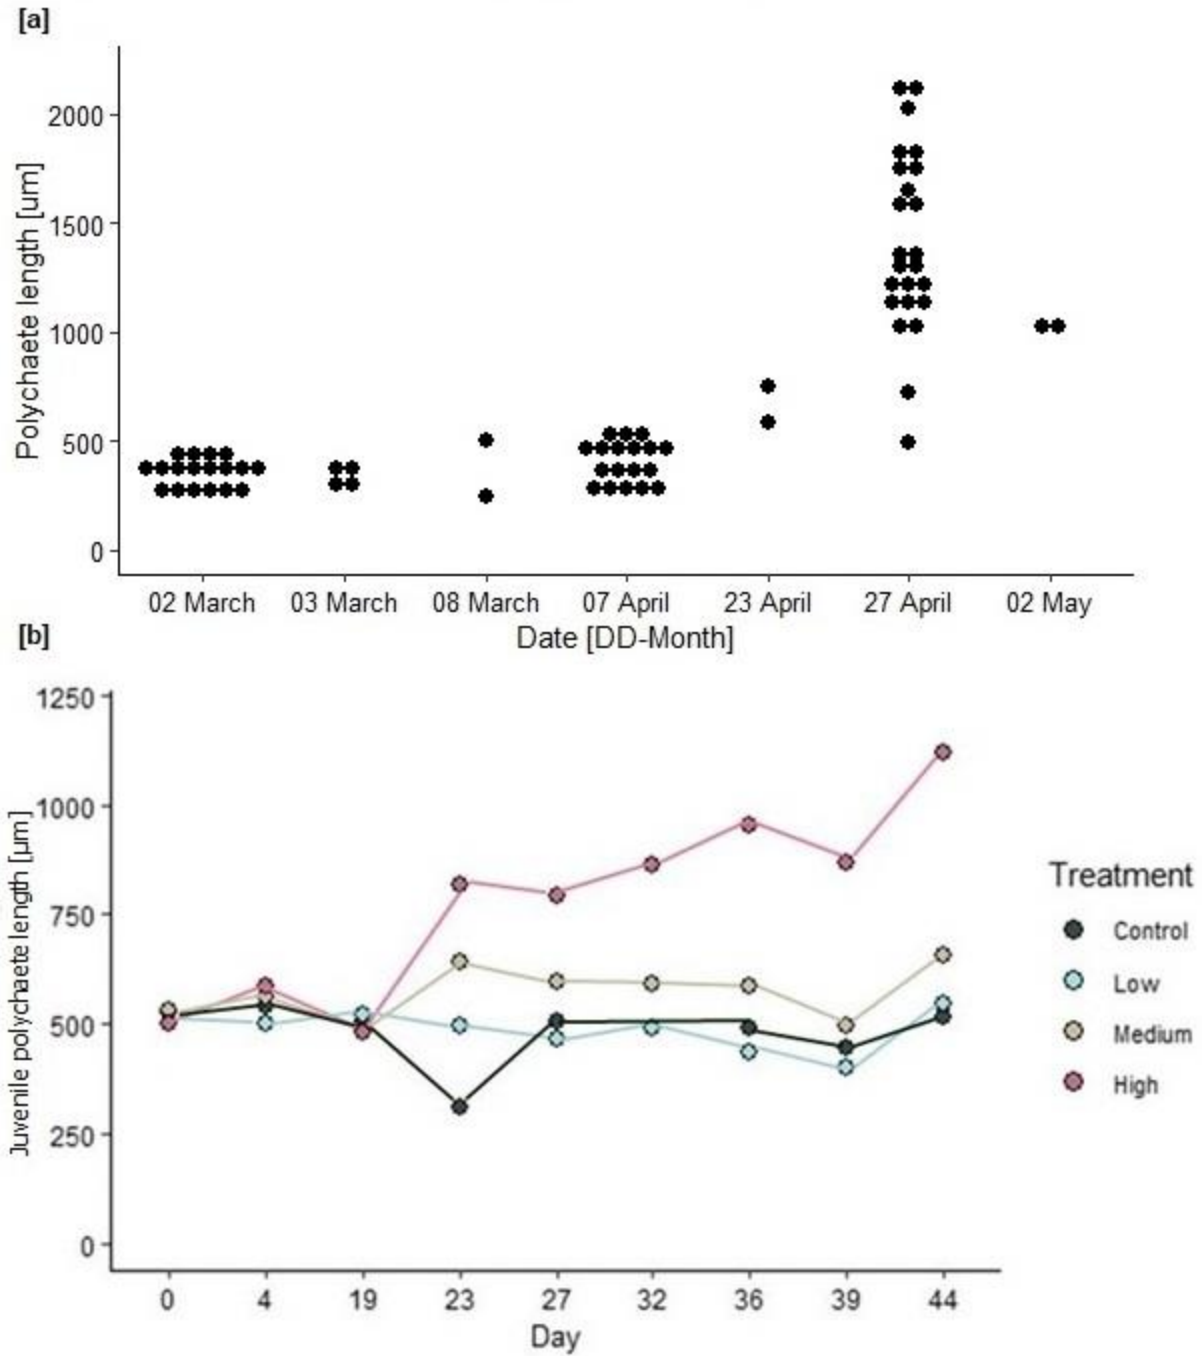 [a]
Polychaete length [um]
2000
1500
1000
500
0
02 March 03 March 08 March 07 April 23 April 27 April 02 May
Date [DD-Month]
[b]
Juvenile polychaete length [µm]
1250
1000
750
500
250
0
0 4 19 23 27 32 36 39 44
Day
Treatment
Control
Low
Medium
High